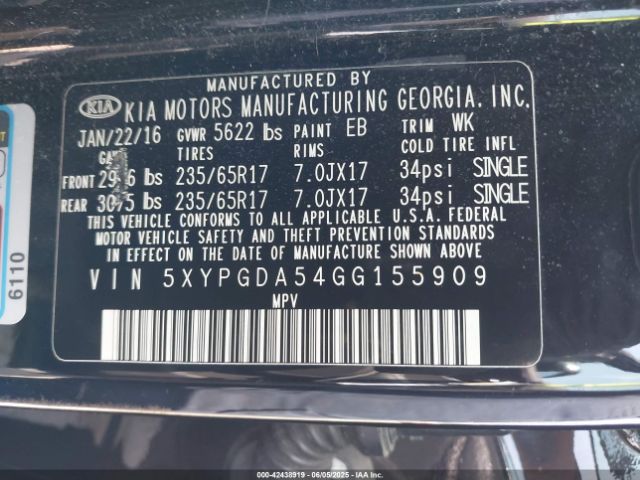 MANUFACTURED BY
KIA KIA MOTORS MANUFACTURING GEORGIA. INC.
JAN/22/16 GVWR 5622 lbs PAINT EB TRIM WK
TIRES RIMS COLD TIRE INFL
FRONT lbs 235/65R17 7.0JX17 34psi SINGLE
REAR lbs 235/65R17 7.0JX17 34psi SINGLE
THIS VEHICLE CONFORMS TO ALL APPLICABLE U.S.A. FEDERAL
MOTOR VEHICLE SAFETY AND THEFT PREVENTION STANDARDS
IN EFFECT ON THE DATE OF MANUFACTURE SHOWN ABOVE.
VIN 5XYPGDA54GG155909
MPV
6110
000-42438919 | 06/05/2025 | COPART